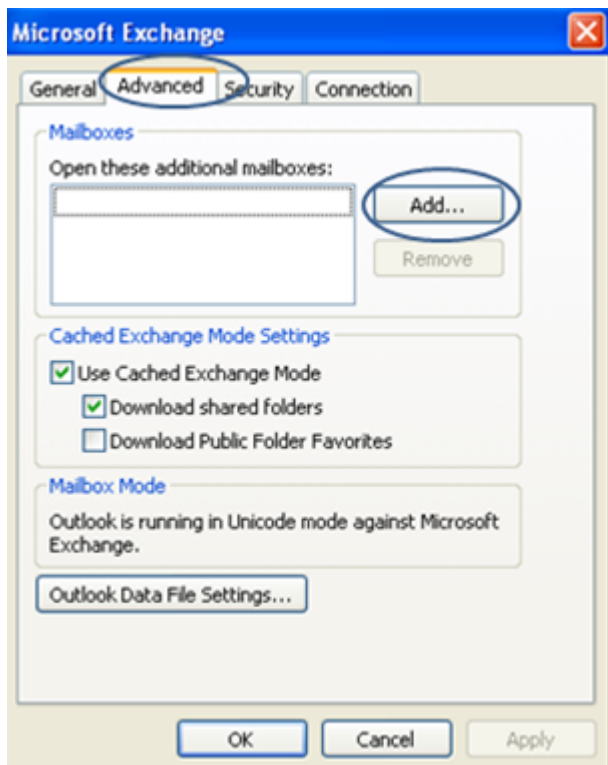 Microsoft Exchange
General Advanced Security Connection
Mailboxes
Open these additional mailboxes:
Add...
Remove
Cached Exchange Mode Settings
Use Cached Exchange Mode
Download shared folders
Download Public Folder Favorites
Mailbox Mode
Outlook is running in Unicode mode against Microsoft
Exchange.
Outlook Data File Settings...
OK Cancel Apply